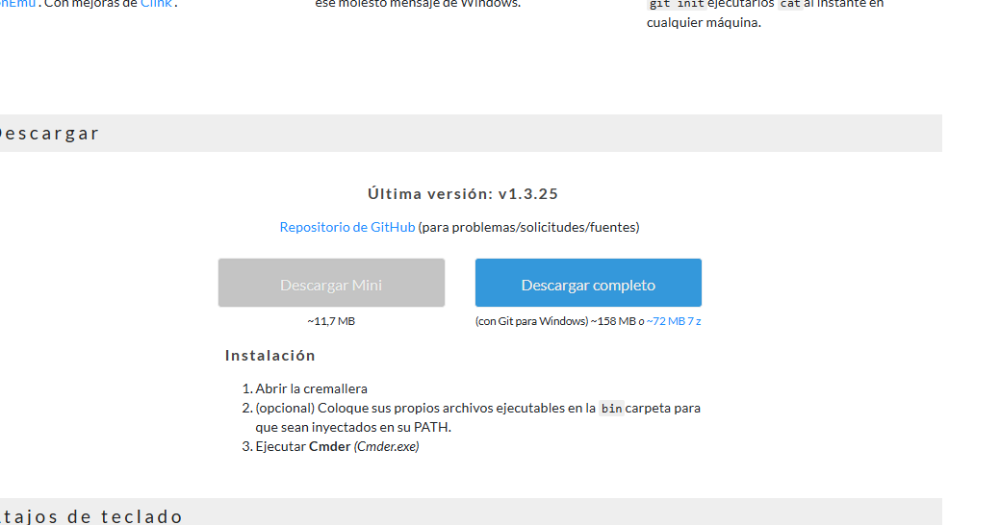 nEmu . Con mejoras de Clink .
ese molesto mensaje de Windows.
git init ejecutarlos cat al instante en
cualquier máquina.
Descargar
Última versión: v1.3.25
Repositorio de GitHub (para problemas/solicitudes/fuentes)
Descargar Mini
Descargar completo
~11,7 MB
(con Git para Windows) ~158 MB o ~72 MB 7 z
Instalación
1. Abrir la cremallera
2. (opcional) Coloque sus propios archivos ejecutables en la bin carpeta para
que sean inyectados en su PATH.
3. Ejecutar Cmder (Cmder.exe)
tajos de teclado